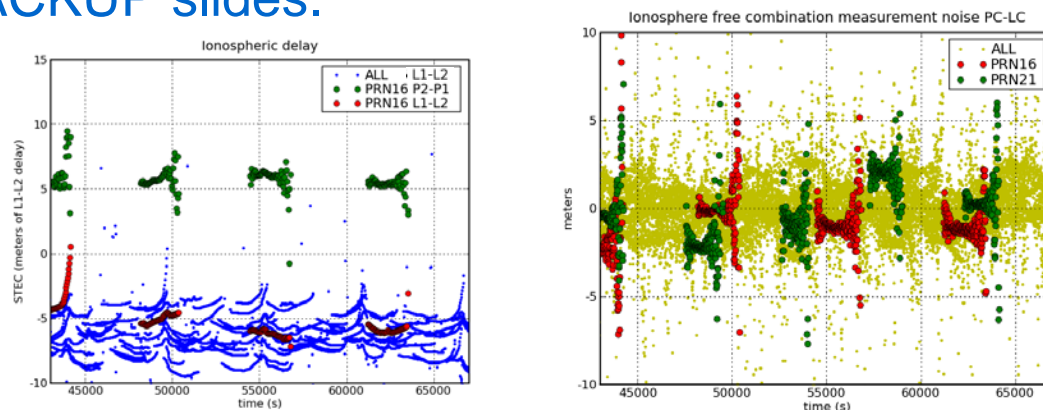 ACKUP slides.
Ionospheric delay
ALL L1-L2
PRN16 P2-P1
PRN16 L1-L2
STEC (meters of L1-L2 delay)
15
10
5
0
-5
-10
45000 50000 55000 60000 65000
time (s)
Ionosphere free combination measurement noise PC-LC
ALL
PRN16
PRN21
meters
10
5
0
-5
-10
45000 50000 55000 60000 65000
time (s)